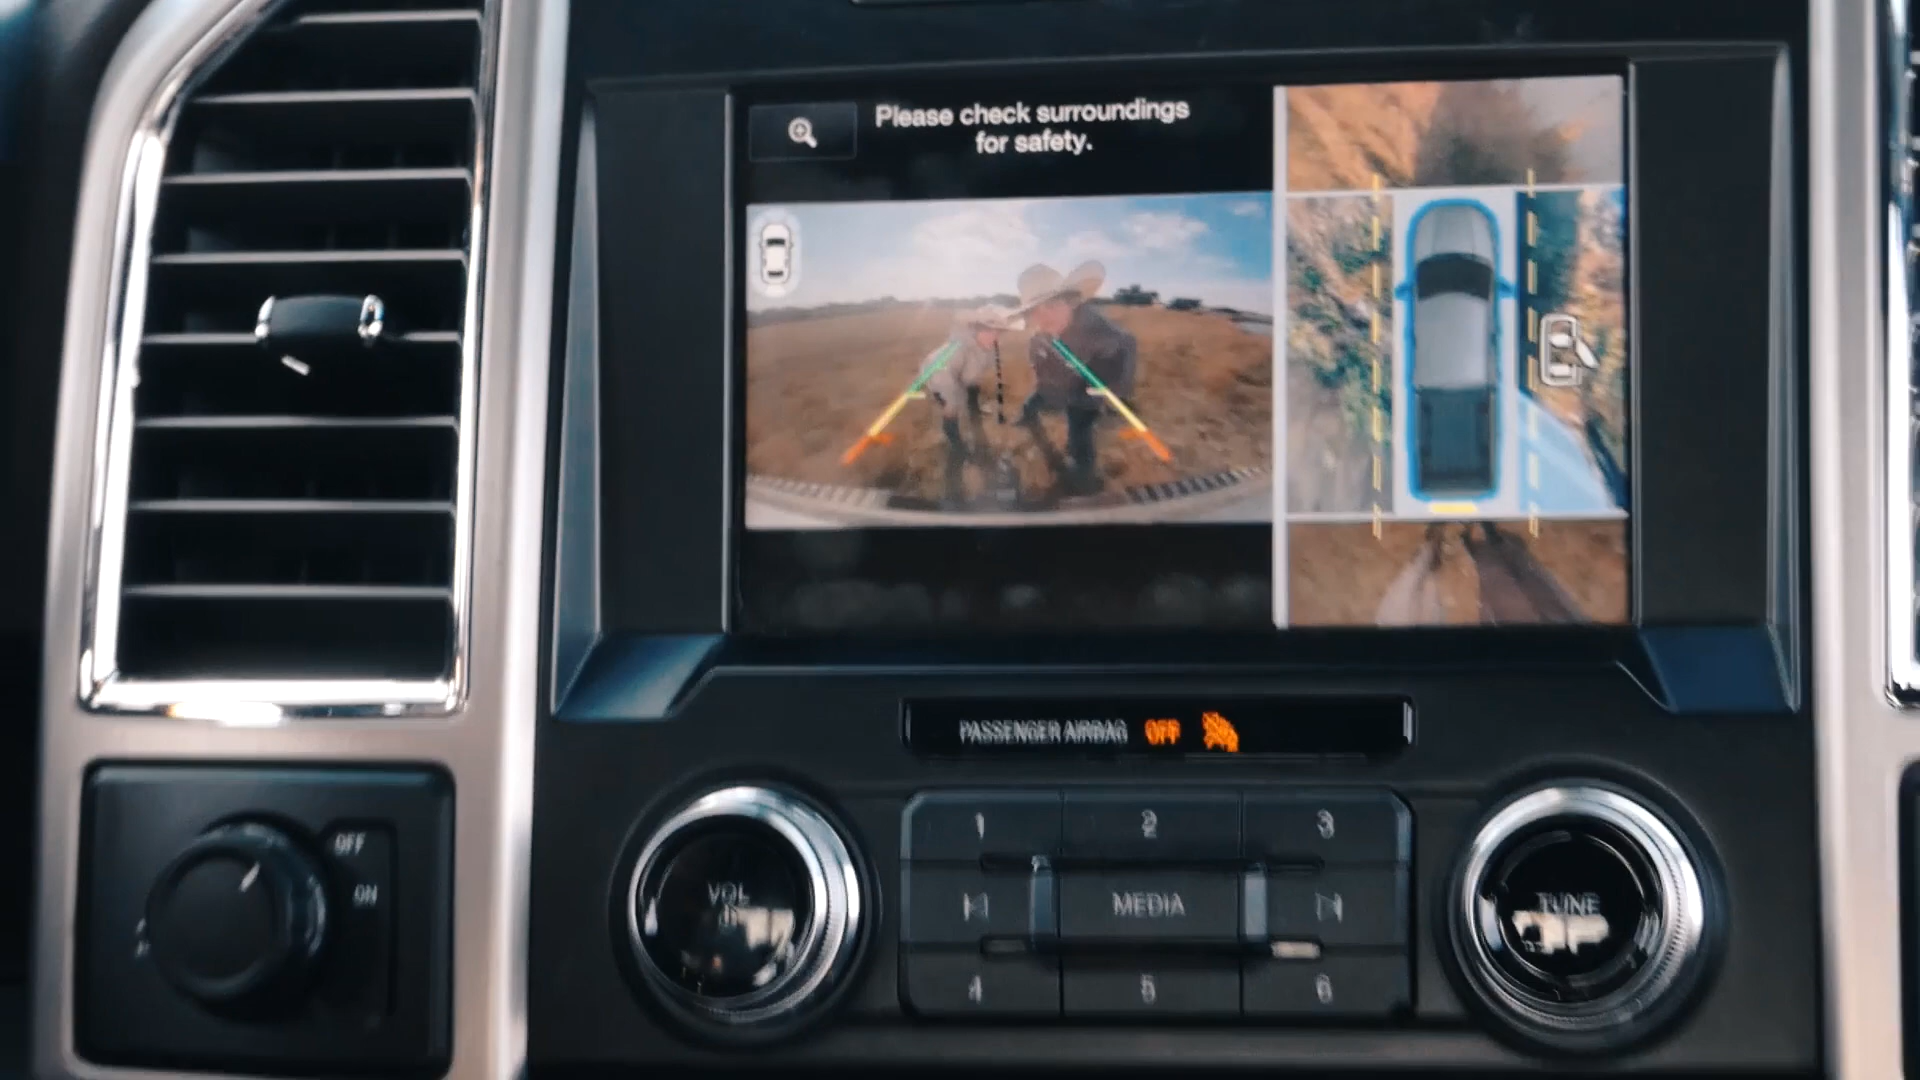 Please check surroundings
for safety.
PASSENGER AIRBAG OFF
OFF
ON
VOL
1 2 3
MEDIA
4 5 6
TUNE